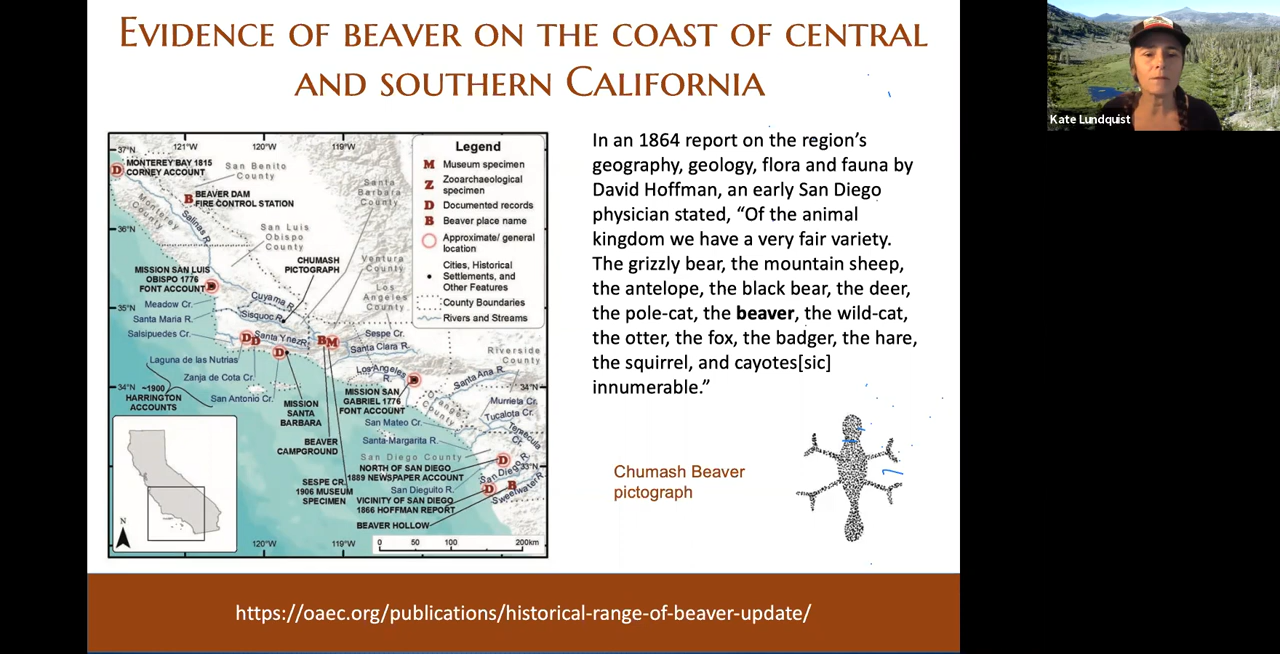 EVIDENCE OF BEAVER ON THE COAST OF CENTRAL
AND SOUTHERN CALIFORNIA
Kate Lundquist
In an 1864 report on the region's
geography, geology, flora and fauna by
David Hoffman, an early San Diego
physician stated, “Of the animal
kingdom we have a very fair variety.
The grizzly bear, the mountain sheep,
the antelope, the black bear, the deer,
the pole-cat, the beaver, the wild-cat,
the otter, the fox, the badger, the hare,
the squirrel, and cayotes[sic]
innumerable.”
Chumash Beaver
pictograph
121°W
120°W
119°W
37°N
36°N
35°N
34°N
Legend
M Museum specimen
Z Zooarchaeological
specimen
D Documented records
B Beaver place name
Approximate/ general
location
Cities, Historical
Settlements, and
Other Features
County Boundaries
Rivers and Streams
D
MONTEREY BAY 1815
CORNEY ACCOUNT
San Benito
County
B
BEAVER DAM
FIRE CONTROL STATION
Monterey
County
Salinas R.
Santa
Barbara
County
San Luis
Obispo
County
CHUMASH
PICTOGRAPH
Ventura
County
Los
Angeles
County
MISSION SAN LUIS
OBISPO 1776
FONT ACCOUNT
D
Meadow Cr.
Cuyama R.
Santa Maria R.
Sisquoc R.
Salsipuedes Cr.
DD
Santa Ynez R.
BM
Sespe Cr.
Santa Clara R.
D
Laguna de las Nutrias
Riverside
County
Zanja de Cota Cr.
Los Angeles
R.
D
Santa Ana R.
34°N
~1900
HARRINGTON
ACCOUNTS
San Antonio Cr.
MISSION SAN
GABRIEL 1776
FONT ACCOUNT
Orange
County
Murrieta Cr.
Tucalota Cr.
MISSION
SANTA
BARBARA
San Mateo Cr.
Temecula
Cr.
Santa Margarita R.
BEAVER
CAMPGROUND
San Diego County
NORTH OF SAN DIEGO
1889 NEWSPAPER ACCOUNT
D
San Diego R.
33°N
SESPE CR.
1906 MUSEUM
SPECIMEN
San Dieguito R.
D
B
Sweetwater R.
VICINITY OF SAN DIEGO
1866 HOFFMAN REPORT
BEAVER HOLLOW
N
120°W
119°W
0 50 100 200km
https://oaec.org/publications/historical-range-of-beaver-update/